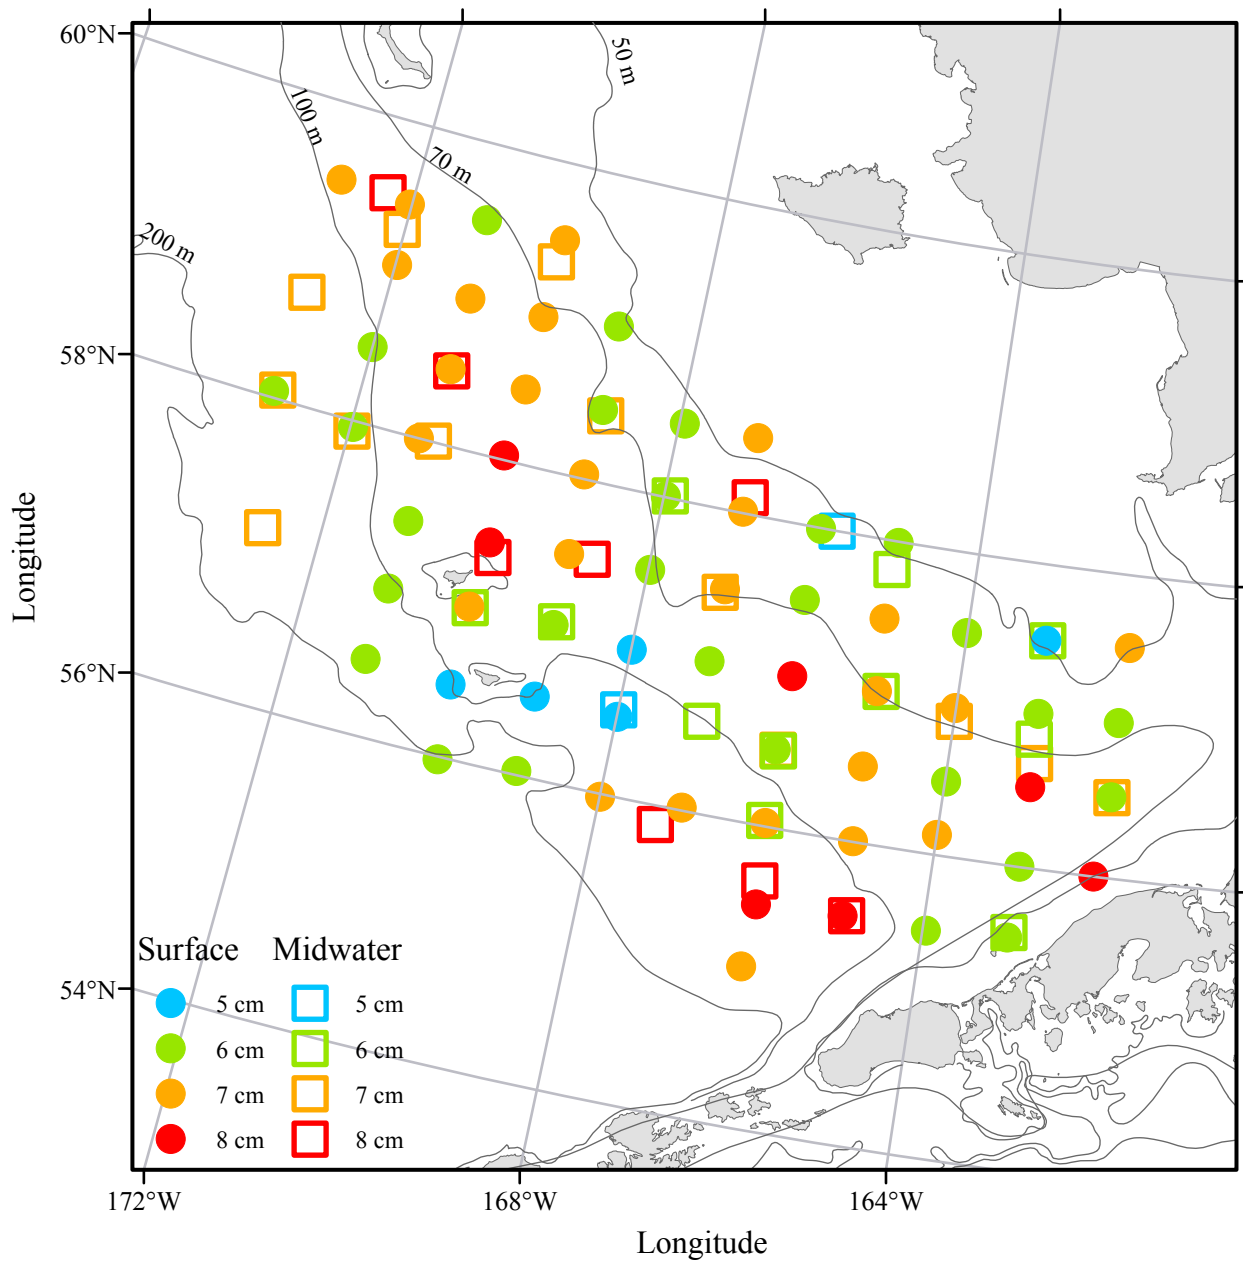 60°N
50 m
100 m
70 m
200 m
58°N
Longitude
56°N
Surface Midwater
5 cm 5 cm
54°N
6 cm 6 cm
7 cm 7 cm
8 cm 8 cm
172°W 168°W 164°W
Longitude